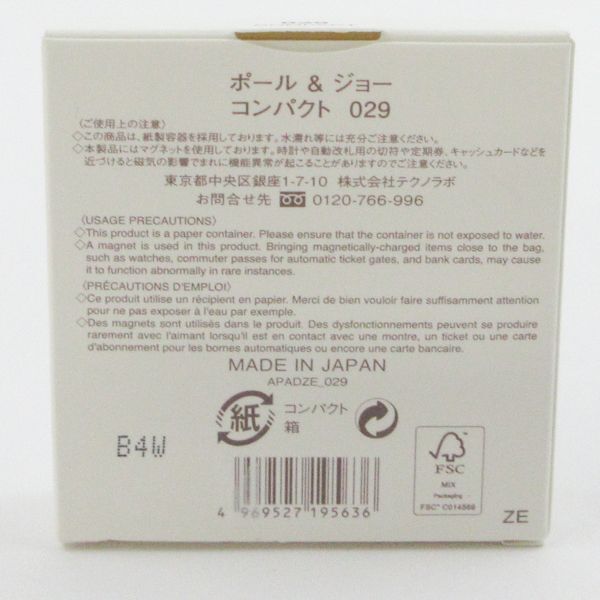 ポール & ジョー
コンパクト 029
〈ご使用上の注意〉
◇この商品は、紙製容器を採用しております。水濡れ等には充分ご注意ください。
◇本製品にはマグネットを使用しております。時計や自動改札用の切符や定期券、キャッシュカードなどを
近づけると磁気の影響でまれに機能異常が起こることがありますのでご注意ください。
東京都中央区銀座1-7-10 株式会社テクノラボ
お問合せ先 0120-766-996
〈USAGE PRECAUTIONS〉
◇This product is a paper container. Please ensure that the container is not exposed to water.
◇A magnet is used in this product. Bringing magnetically-charged items close to the bag,
such as watches, commuter passes for automatic ticket gates, and bank cards, may cause
it to function abnormally in rare instances.
〈PRÉCAUTIONS D'EMPLOI〉
◇Ce produit utilise un récipient en papier. Merci de bien vouloir faire suffisamment attention
pour ne pas exposer à l'eau par exemple.
◇Des magnets sont utilisés dans le produit. Des dysfonctionnements peuvent se produire
rarement avec l'aimant lorsqu'il est en contact avec une montre, un ticket ou une carte
d'abonnement pour les bornes automatiques ou encore une carte bancaire.
MADE IN JAPAN
APADZE_029
紙 コンパクト
箱
B4W
FSC
MIX
Packaging
FSC® C014569
4 969527 195636
ZE